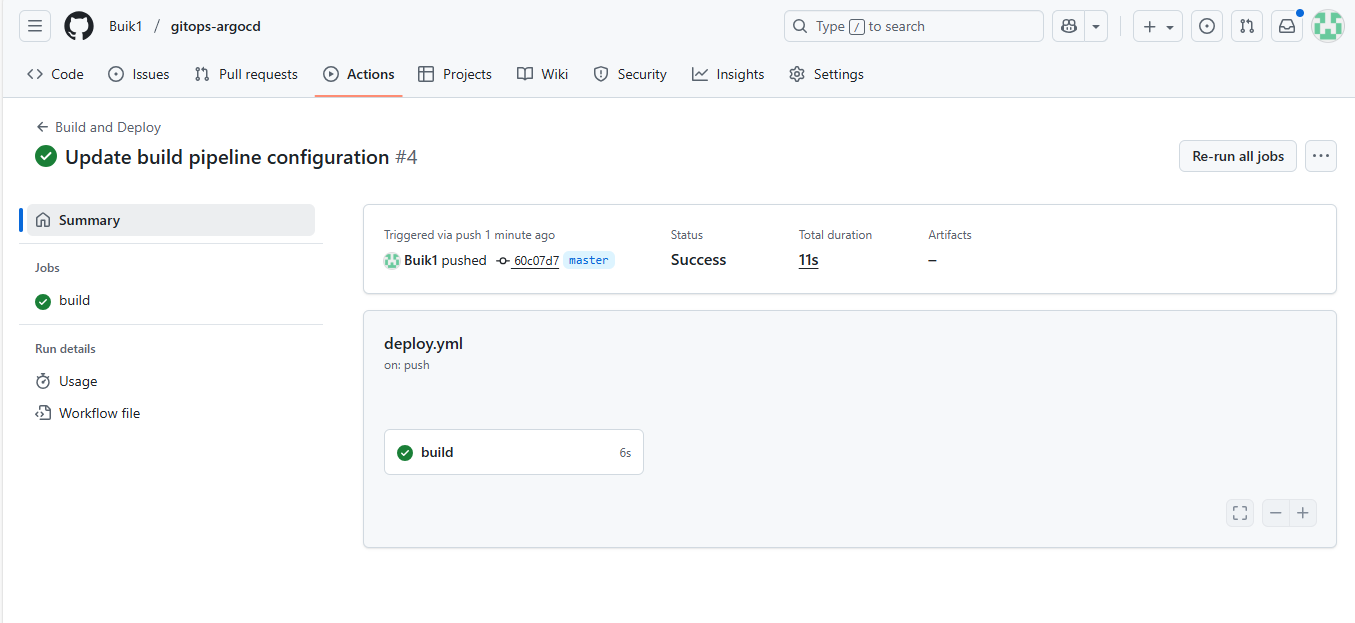 Buik1 / gitops-argocd
Type / to search
Code
Issues
Pull requests
Actions
Projects
Wiki
Security
Insights
Settings
Build and Deploy
Update build pipeline configuration #4
Re-run all jobs
Summary
Jobs
build
Run details
Usage
Workflow file
Triggered via push 1 minute ago
Buik1 pushed 60c07d7 master
Status
Success
Total duration
11s
Artifacts
–
deploy.yml
on: push
build 6s